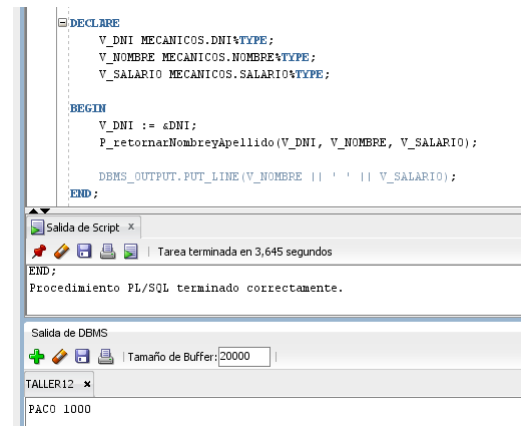 DECLARE
V_DNI MECANICOS.DNI%TYPE;
V_NOMBRE MECANICOS.NOMBRE%TYPE;
V_SALARIO MECANICOS.SALARIO%TYPE;
BEGIN
V_DNI := &DNI;
P_retornarNombreyApellido(V_DNI, V_NOMBRE, V_SALARIO);
DBMS_OUTPUT.PUT_LINE(V_NOMBRE || ' ' || V_SALARIO);
END;
Salida de Script x
Tarea terminada en 3,645 segundos
END;
Procedimiento PL/SQL terminado correctamente.
Salida de DBMS
Tamaño de Buffer: 20000
TALLER12 x
PACO 1000